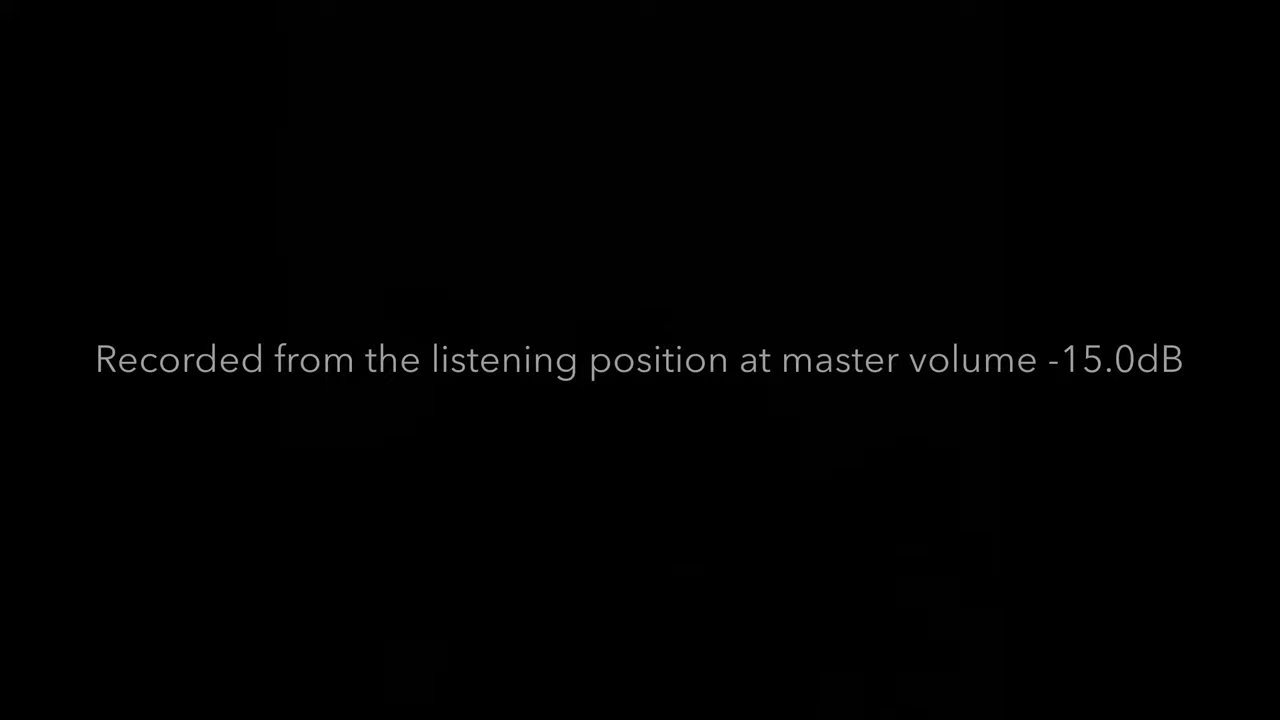 Recorded from the listening position at master volume -15.0dB